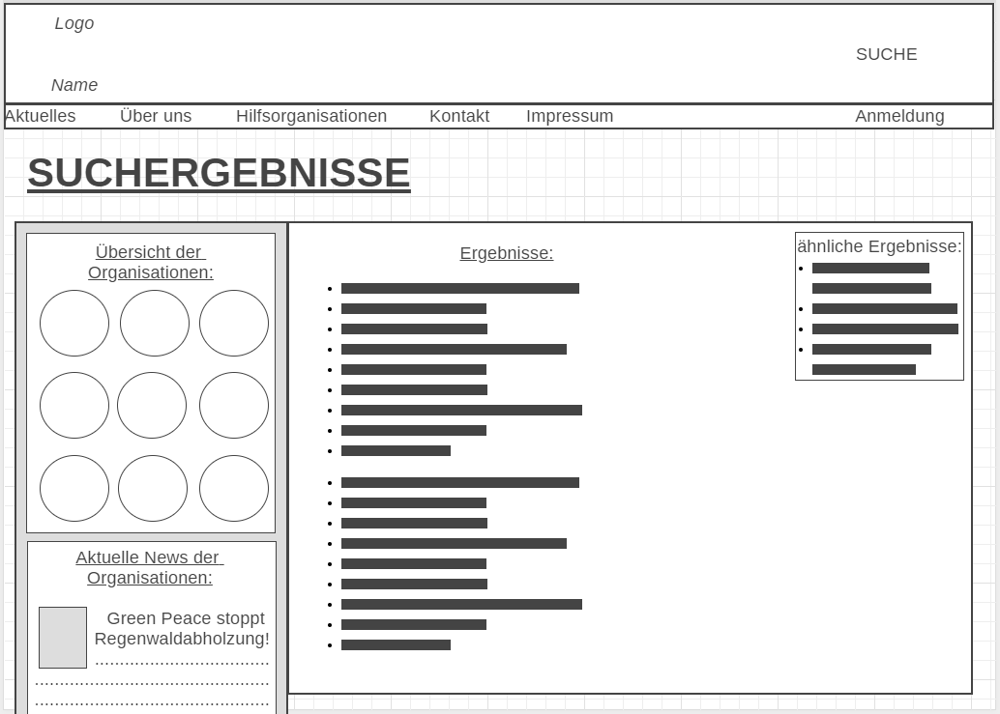 Logo
SUCHE
Name
Aktuelles Über uns Hilfsorganisationen Kontakt Impressum Anmeldung
SUCHERGEBNISSE
Übersicht der
Organisationen:
Aktuelle News der
Organisationen:
Green Peace stoppt
Regenwaldabholzung!
Ergebnisse:
ähnliche Ergebnisse: